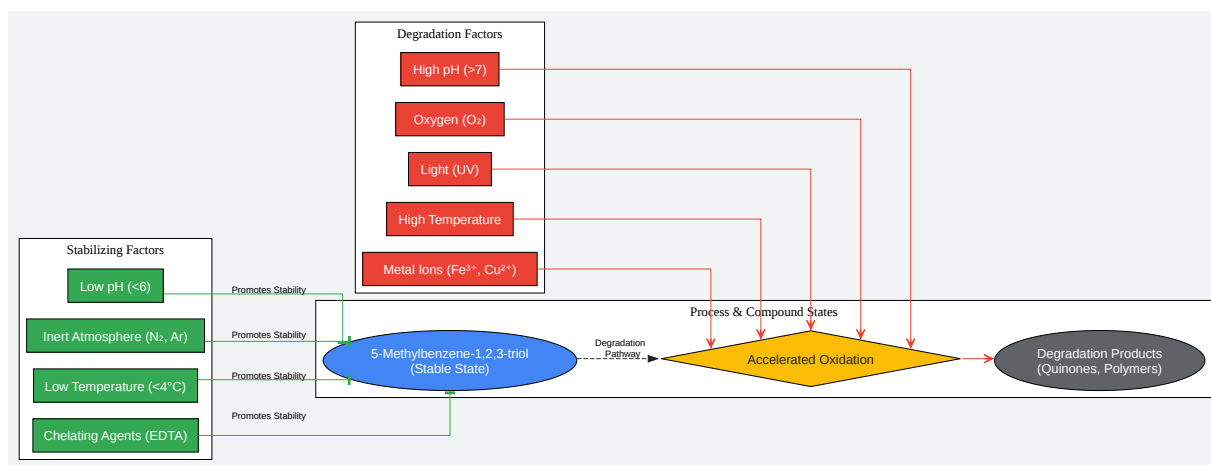 Degradation Factors
High pH (>7)
Oxygen (O₂)
Light (UV)
High Temperature
Metal Ions (Fe³⁺, Cu²⁺)
Stabilizing Factors
Low pH (<6)
Inert Atmosphere (N₂, Ar)
Low Temperature (<4°C)
Chelating Agents (EDTA)
Promotes Stability
Promotes Stability
Promotes Stability
Promotes Stability
Process & Compound States
5-Methylbenzene-1,2,3-triol
(Stable State)
Degradation
Pathway
Accelerated Oxidation
Degradation Products
(Quinones, Polymers)